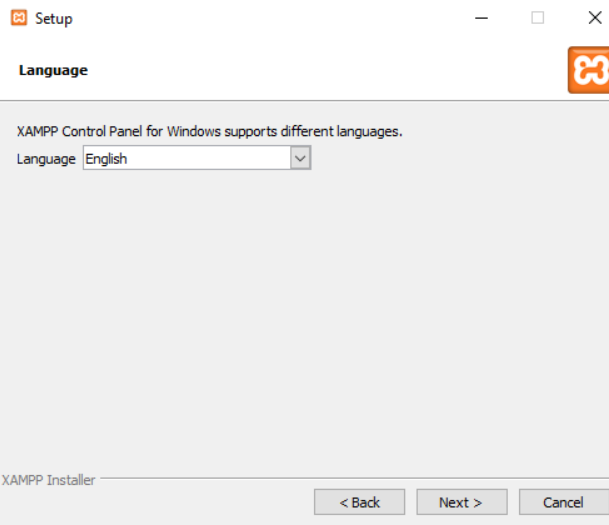 Setup
Language
XAMPP Control Panel for Windows supports different languages.
Language English
XAMPP Installer
< Back Next > Cancel